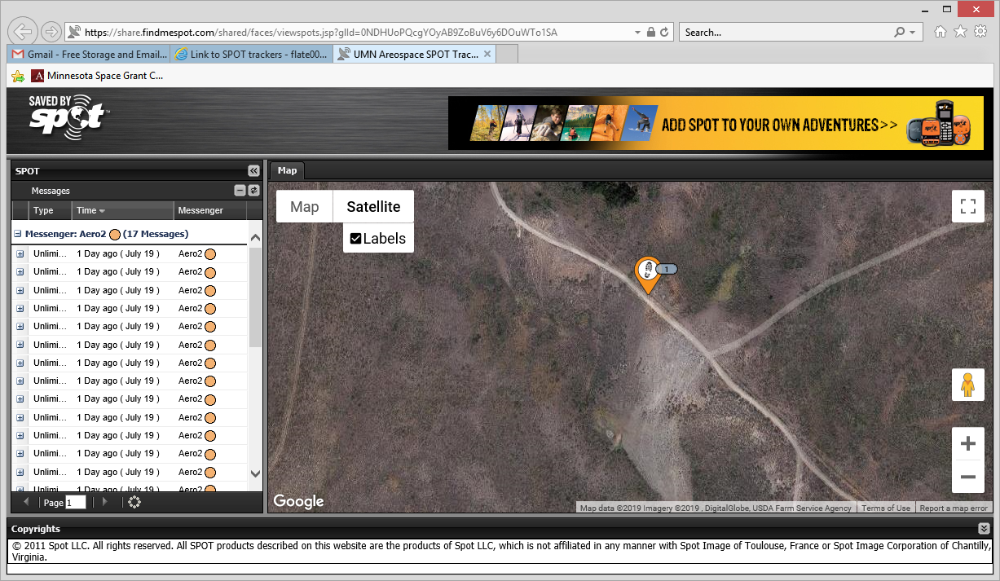 https://share.findmespot.com/shared/faces/viewspots.jsp?glId=0NDHUoPQcgYOyAB9ZoBuV6y6DOuWTo1SA
Search...
Gmail - Free Storage and Email...
Link to SPOT trackers - flate00...
UMN Areospace SPOT Trac...
Minnesota Space Grant C...
SAVED BY
spot
ADD SPOT TO YOUR OWN ADVENTURES>>
SPOT
Map
Messages
Type Time Messenger
Messenger: Aero2 (17 Messages)
Unlimi... 1 Day ago ( July 19 ) Aero2
Unlimi... 1 Day ago ( July 19 ) Aero2
Unlimi... 1 Day ago ( July 19 ) Aero2
Unlimi... 1 Day ago ( July 19 ) Aero2
Unlimi... 1 Day ago ( July 19 ) Aero2
Unlimi... 1 Day ago ( July 19 ) Aero2
Unlimi... 1 Day ago ( July 19 ) Aero2
Unlimi... 1 Day ago ( July 19 ) Aero2
Unlimi... 1 Day ago ( July 19 ) Aero2
Unlimi... 1 Day ago ( July 19 ) Aero2
Unlimi... 1 Day ago ( July 19 ) Aero2
Unlimi... 1 Day ago ( July 19 ) Aero2
Unlimi... 1 Day ago ( July 19 ) Aero2
Unlimi... 1 Day ago ( July 19 ) Aero2
Page 1
Map Satellite
Labels
1
Google
Map data ©2019 Imagery ©2019 , DigitalGlobe, USDA Farm Service Agency Terms of Use Report a map error
Copyrights
© 2011 Spot LLC. All rights reserved. All SPOT products described on this website are the products of Spot LLC, which is not affiliated in any manner with Spot Image of Toulouse, France or Spot Image Corporation of Chantilly,
Virginia.